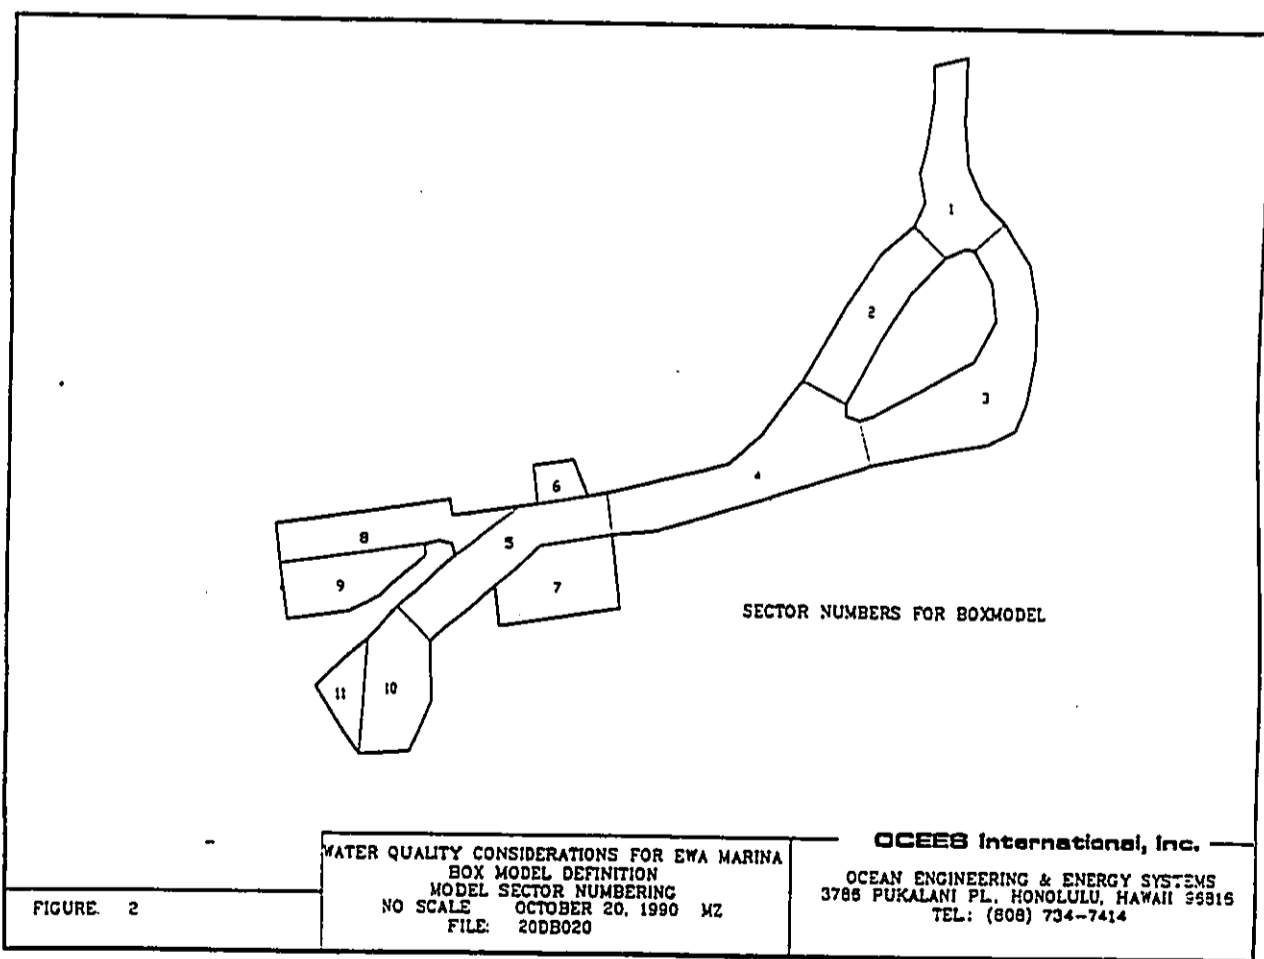 1
2
3
4
6
5
8
9
7
SECTOR NUMBERS FOR BOXMODEL
10
11
WATER QUALITY CONSIDERATIONS FOR EWA MARINA
BOX MODEL DEFINITION
MODEL SECTOR NUMBERING
NO SCALE OCTOBER 20, 1990 MZ
FILE: 20DB020
FIGURE 2
OCEES International, Inc.
OCEAN ENGINEERING & ENERGY SYSTEMS
3786 PUKALANI PL, HONOLULU, HAWAII 96816
TEL: (808) 734-7414